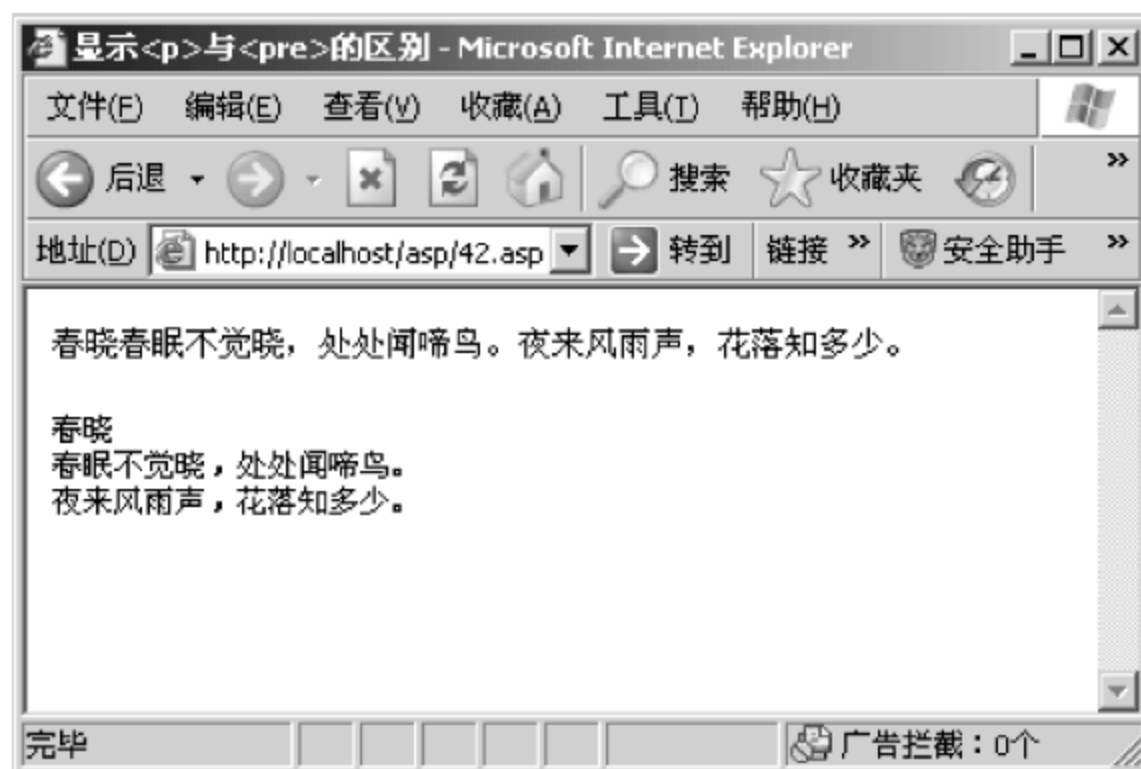 显示<p>与<pre>的区别 - Microsoft Internet Explorer
文件(F) 编辑(E) 查看(V) 收藏(A) 工具(T) 帮助(H)
后退 搜索 收藏夹 »
地址(D) http://localhost/asp/42.asp 转到 链接 » 安全助手 »
春晓春眠不觉晓，处处闻啼鸟。夜来风雨声，花落知多少。
春晓
春眠不觉晓，处处闻啼鸟。
夜来风雨声，花落知多少。
完毕 广告拦截：0个